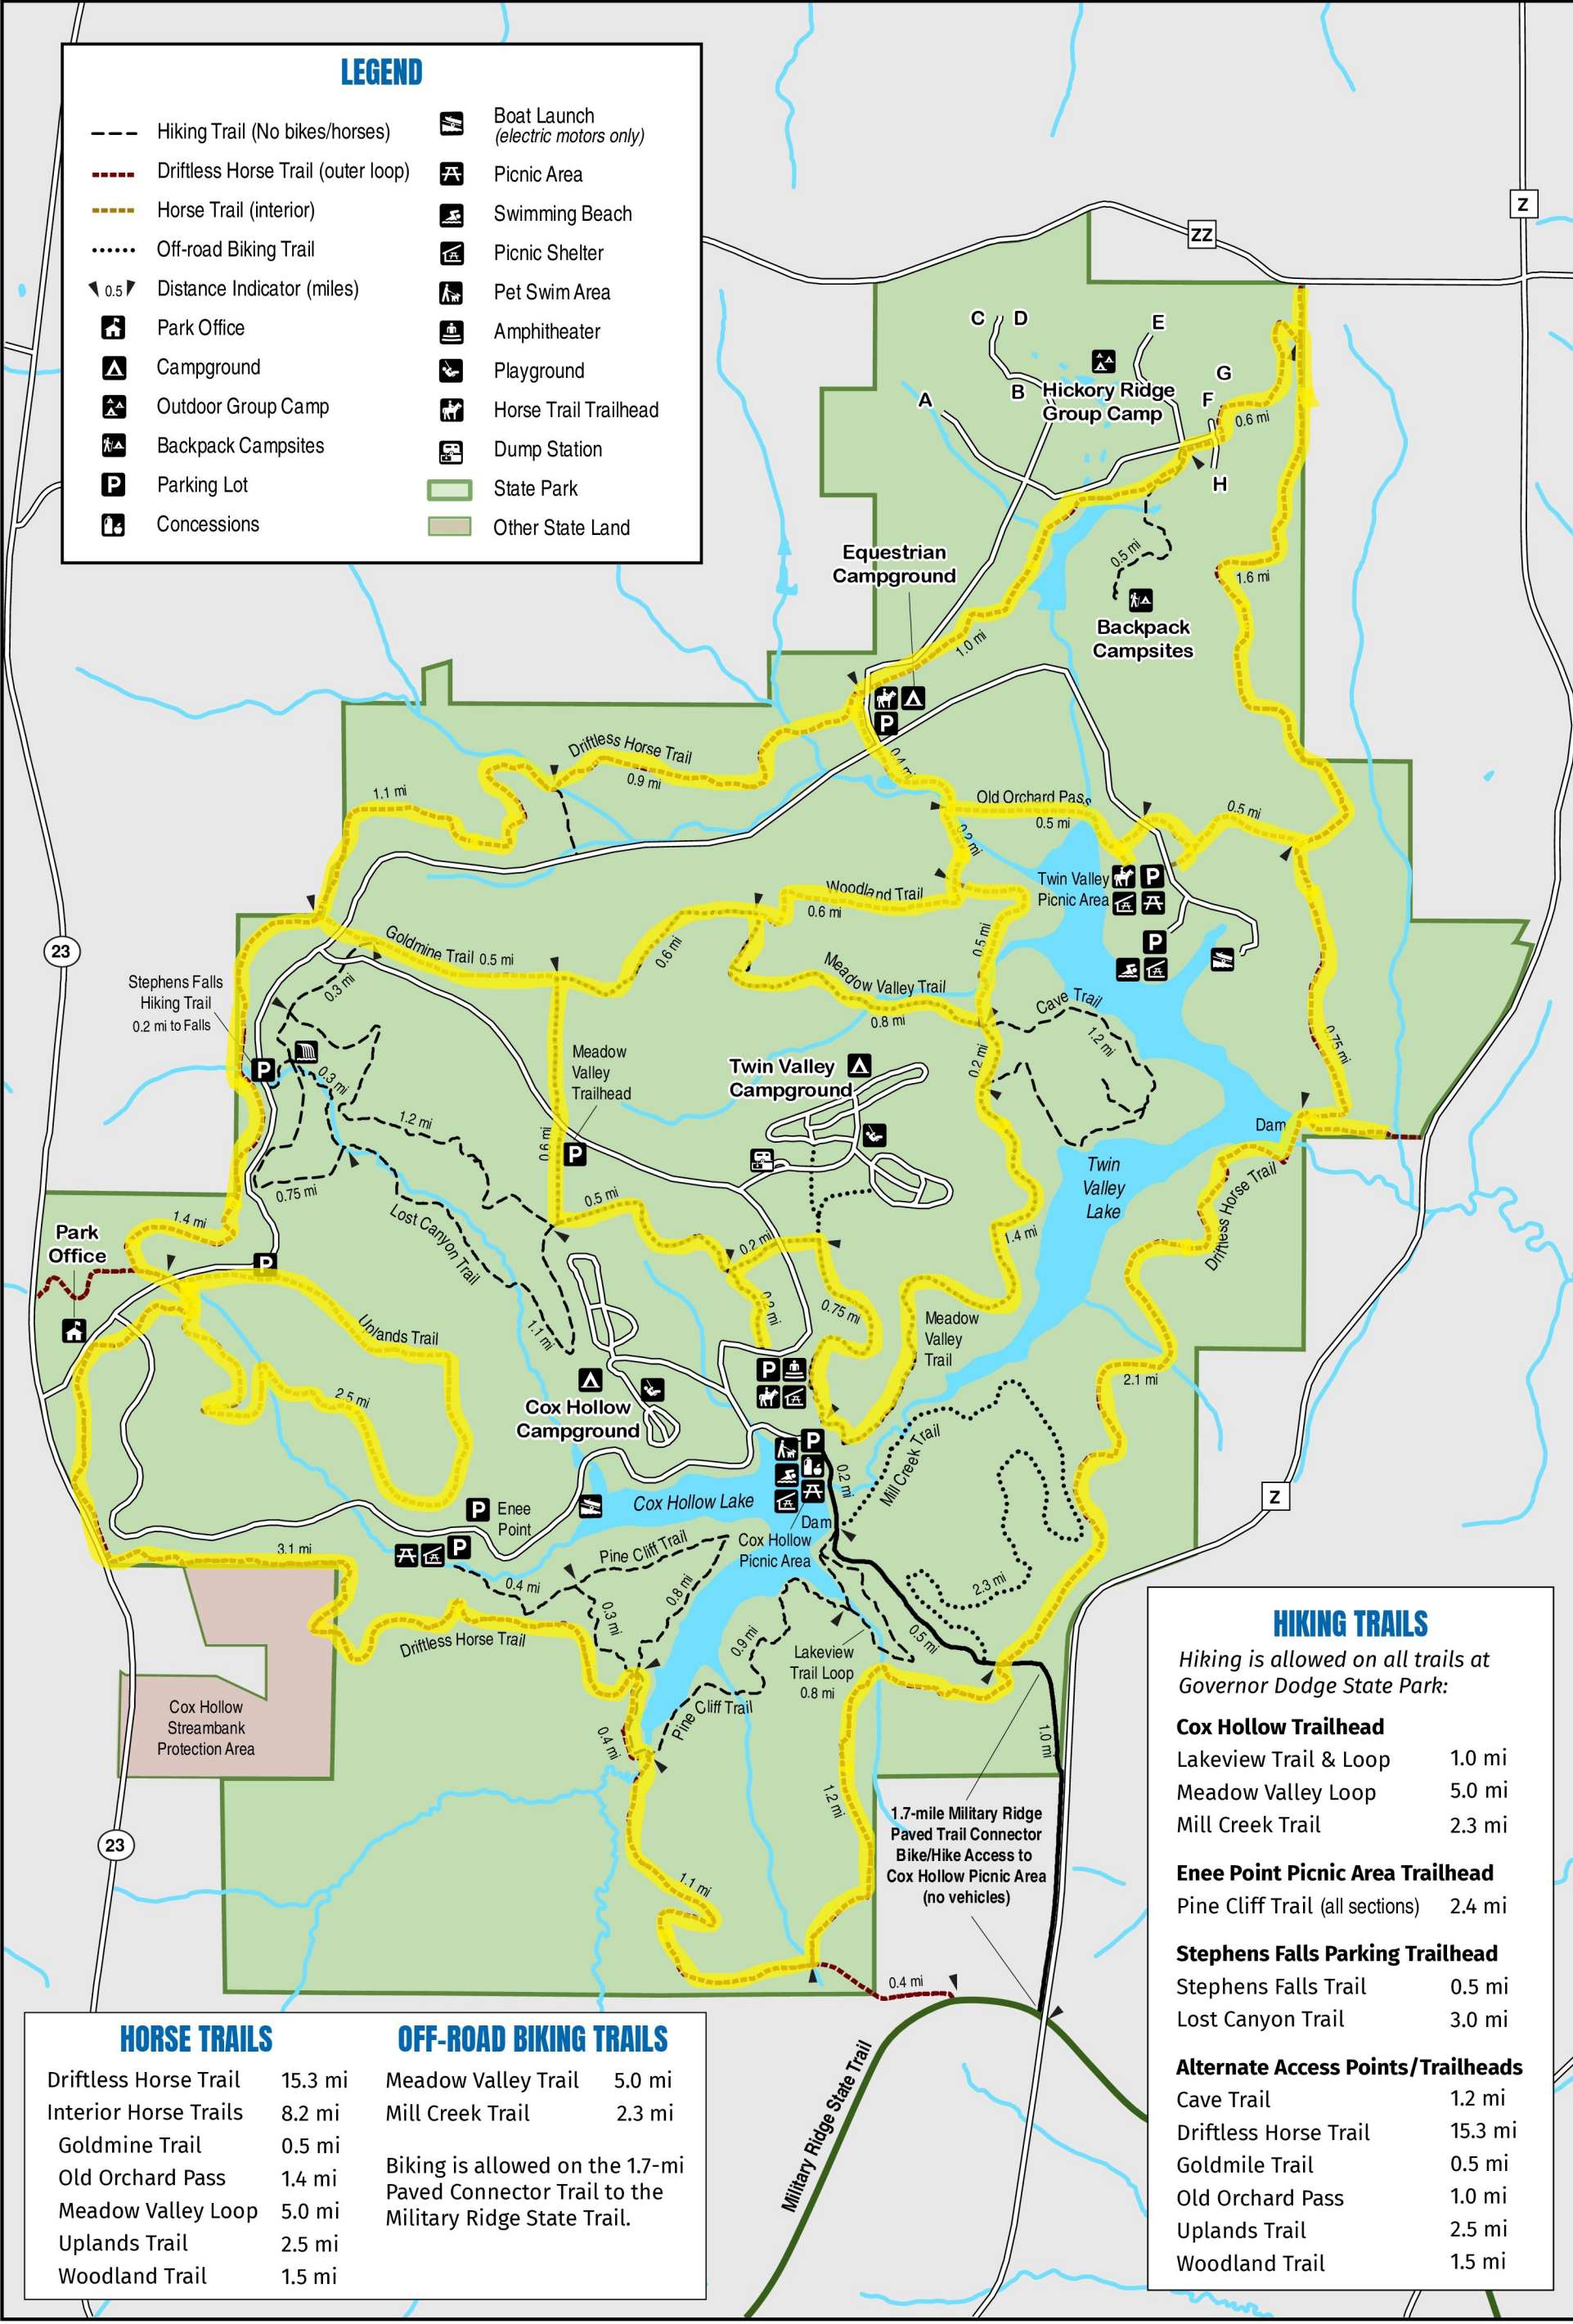 LEGEND
Hiking Trail (No bikes/horses)
Driftless Horse Trail (outer loop)
Horse Trail (interior)
Off-road Biking Trail
0.5
Distance Indicator (miles)
Park Office
Campground
Outdoor Group Camp
Backpack Campsites
P
Parking Lot
Concessions
Boat Launch
(electric motors only)
Picnic Area
Swimming Beach
Picnic Shelter
Pet Swim Area
Amphitheater
Playground
Horse Trail Trailhead
Dump Station
State Park
Other State Land
Z
ZZ
C
D
E
G
B
Hickory Ridge
Group Camp
A
F
0.6 mi
H
Equestrian
Campground
0.5 mi
1.6 mi
Backpack
Campsites
1.0 mi
P
Driftless Horse Trail
0.9 mi
0.4 mi
1.1 mi
Old Orchard Pass
0.5 mi
0.5 mi
0.2 mi
Twin Valley
Picnic Area
P
P
Woodland Trail
0.6 mi
23
Goldmine Trail 0.5 mi
0.6 mi
0.5 mi
Meadow Valley Trail
0.8 mi
Stephens Falls
Hiking Trail
0.2 mi to Falls
0.3 mi
Cave Trail
1.2 mi
0.75 mi
P
0.3 mi
Meadow
Valley
Trailhead
Twin Valley
Campground
0.2 mi
1.2 mi
0.6 mi
P
Dam
0.75 mi
Lost Canyon Trail
0.5 mi
Twin
Valley
Lake
Driftless Horse Trail
1.4 mi
Park
Office
P
0.2 mi
1.4 mi
0.2 mi
0.75 mi
Uplands Trail
1.1 mi
Meadow
Valley
Trail
P
2.5 mi
2.1 mi
Cox Hollow
Campground
P
0.2 mi
Mill Creek Trail
P
Enee
Point
Cox Hollow Lake
Z
Dam
Cox Hollow
Picnic Area
3.1 mi
P
Pine Cliff Trail
0.4 mi
0.8 mi
2.3 mi
0.3 mi
Driftless Horse Trail
0.9 mi
Lakeview
Trail Loop
0.8 mi
0.5 mi
Cox Hollow
Streambank
Protection Area
Pine Cliff Trail
0.4 mi
1.0 mi
1.2 mi
1.7-mile Military Ridge
Paved Trail Connector
Bike/Hike Access to
Cox Hollow Picnic Area
(no vehicles)
23
1.1 mi
0.4 mi
Military Ridge State Trail
HIKING TRAILS
Hiking is allowed on all trails at
Governor Dodge State Park:
Cox Hollow Trailhead
Lakeview Trail & Loop 1.0 mi
Meadow Valley Loop 5.0 mi
Mill Creek Trail 2.3 mi
Enee Point Picnic Area Trailhead
Pine Cliff Trail (all sections) 2.4 mi
Stephens Falls Parking Trailhead
Stephens Falls Trail 0.5 mi
Lost Canyon Trail 3.0 mi
Alternate Access Points/Trailheads
Cave Trail 1.2 mi
Driftless Horse Trail 15.3 mi
Goldmile Trail 0.5 mi
Old Orchard Pass 1.0 mi
Uplands Trail 2.5 mi
Woodland Trail 1.5 mi
HORSE TRAILS
Driftless Horse Trail 15.3 mi
Interior Horse Trails 8.2 mi
Goldmine Trail 0.5 mi
Old Orchard Pass 1.4 mi
Meadow Valley Loop 5.0 mi
Uplands Trail 2.5 mi
Woodland Trail 1.5 mi
OFF-ROAD BIKING TRAILS
Meadow Valley Trail 5.0 mi
Mill Creek Trail 2.3 mi
Biking is allowed on the 1.7-mi
Paved Connector Trail to the
Military Ridge State Trail.